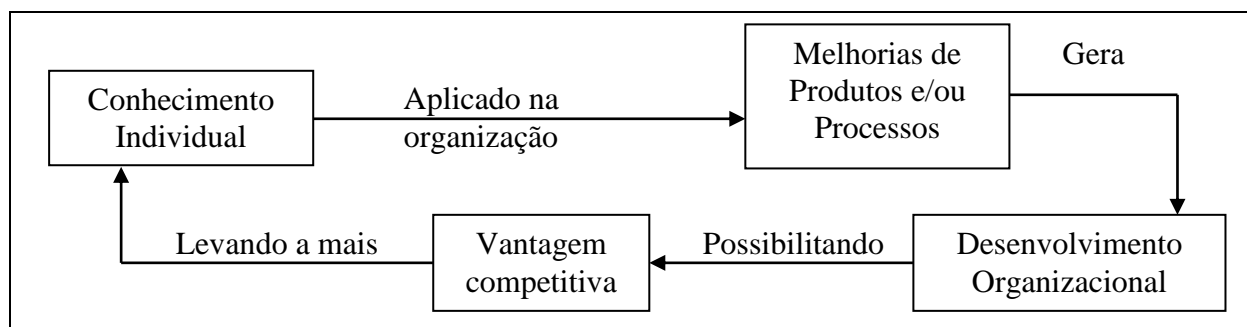 Conhecimento
Individual
Aplicado na
organização
Melhorias de
Produtos e/ou
Processos
Gera
Desenvolvimento
Organizacional
Possibilitando
Vantagem
competitiva
Levando a mais